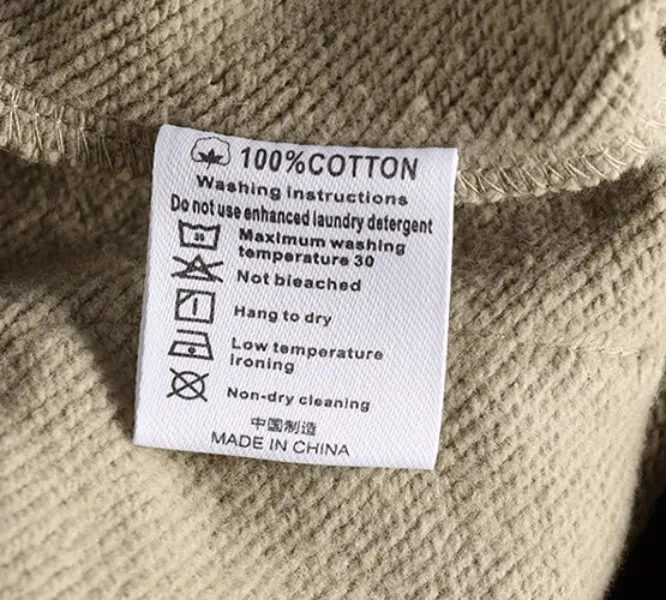 100%COTTON
Washing instructions
Do not use enhanced laundry detergent
30
Maximum washing
temperature 30
Not bleached
Hang to dry
Low temperature
Ironing
Non-dry cleaning
中国制造
MADE IN CHINA